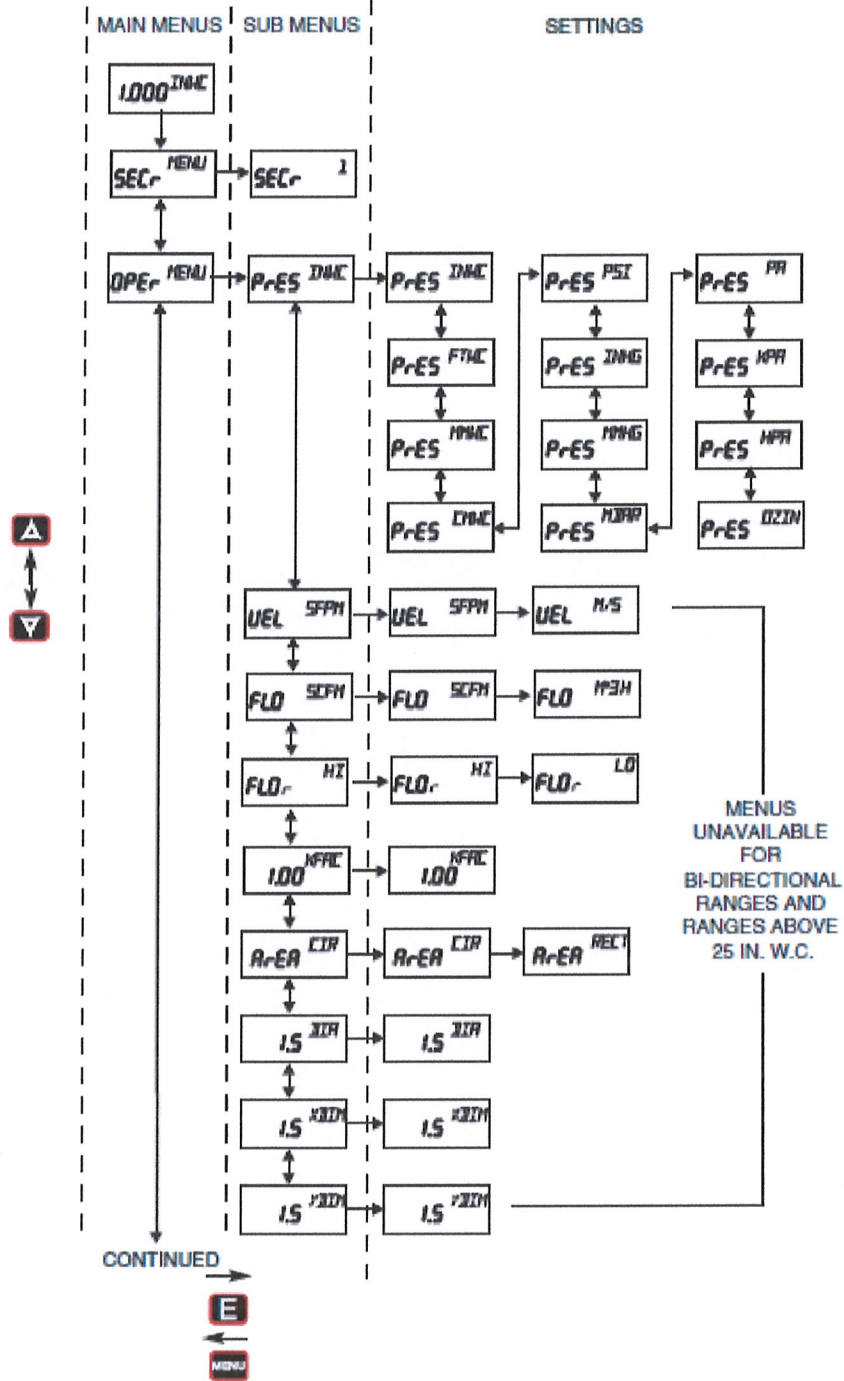 MAIN MENUS SUB MENUS SETTINGS
1.000 INWC
SECr MENU SECr 1
OPEr MENU PrES INWC PrES INWC PrES PSI PrES PA
PrES FTWC PrES INHG PrES KPA
PrES MMWC PrES MMHG PrES HPA
PrES CMWC PrES MBAR PrES OZIN
VEL SFPM VEL SFPM VEL M/S
FLO SCFM FLO SCFM FLO M^3H
FLOr HI FLOr HI FLOr LO
1.00 KFAC 1.00 KFAC
ArEA CIR ArEA CIR ArEA RECT
1.5 DIA 1.5 DIA
1.5 XDIM 1.5 XDIM
1.5 YDIM 1.5 YDIM
MENUS
UNAVAILABLE
FOR
BI-DIRECTIONAL
RANGES AND
RANGES ABOVE
25 IN. W.C.
CONTINUED
E
MENU